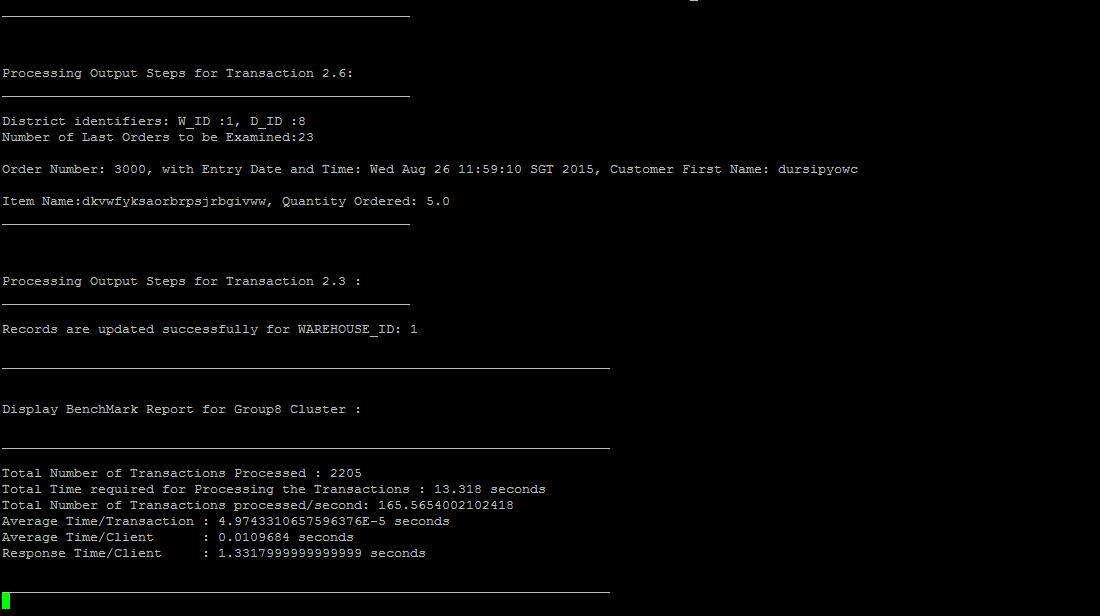 Processing Output Steps for Transaction 2.6:
District identifiers: W_ID :1, D_ID :8
Number of Last Orders to be Examined:23
Order Number: 3000, with Entry Date and Time: Wed Aug 26 11:59:10 SGT 2015, Customer First Name: dursipyowc
Item Name:dkvwfyksaorbrpsjrbgivww, Quantity Ordered: 5.0
Processing Output Steps for Transaction 2.3 :
Records are updated successfully for WAREHOUSE_ID: 1
Display BenchMark Report for Group8 Cluster :
Total Number of Transactions Processed : 2205
Total Time required for Processing the Transactions : 13.318 seconds
Total Number of Transactions processed/second: 165.5654002102418
Average Time/Transaction : 4.9743310657596376E-5 seconds
Average Time/Client      : 0.0109684 seconds
Response Time/Client     : 1.3317999999999999 seconds